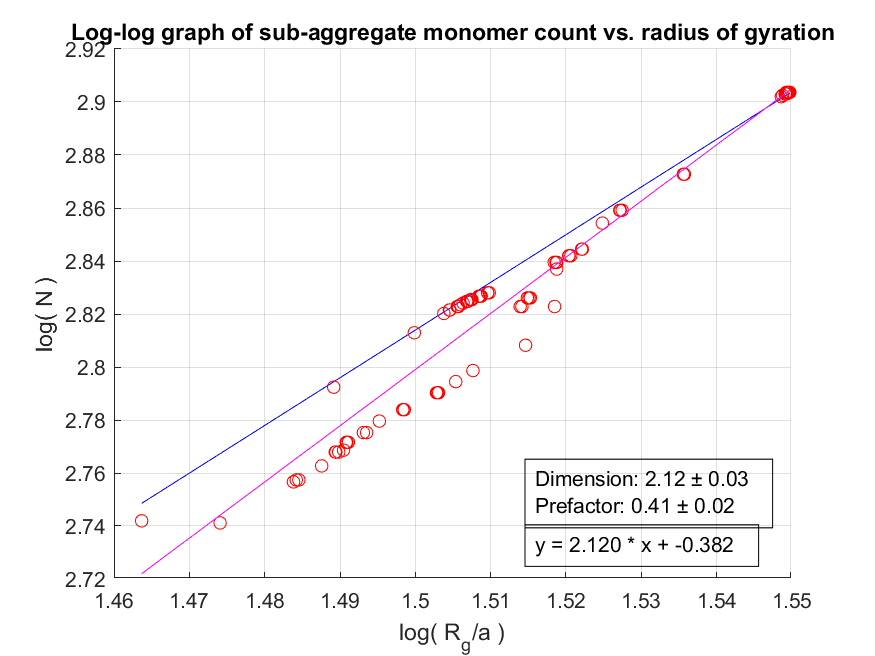 Log-log graph of sub-aggregate monomer count vs. radius of gyration
2.92
2.9
2.88
2.86
2.84
2.82
2.8
2.78
2.76
2.74
2.72
log( N )
Dimension: 2.12 ± 0.03
Prefactor: 0.41 ± 0.02
y = 2.120 * x + -0.382
1.46 1.47 1.48 1.49 1.5 1.51 1.52 1.53 1.54 1.55
log( Rg/a )